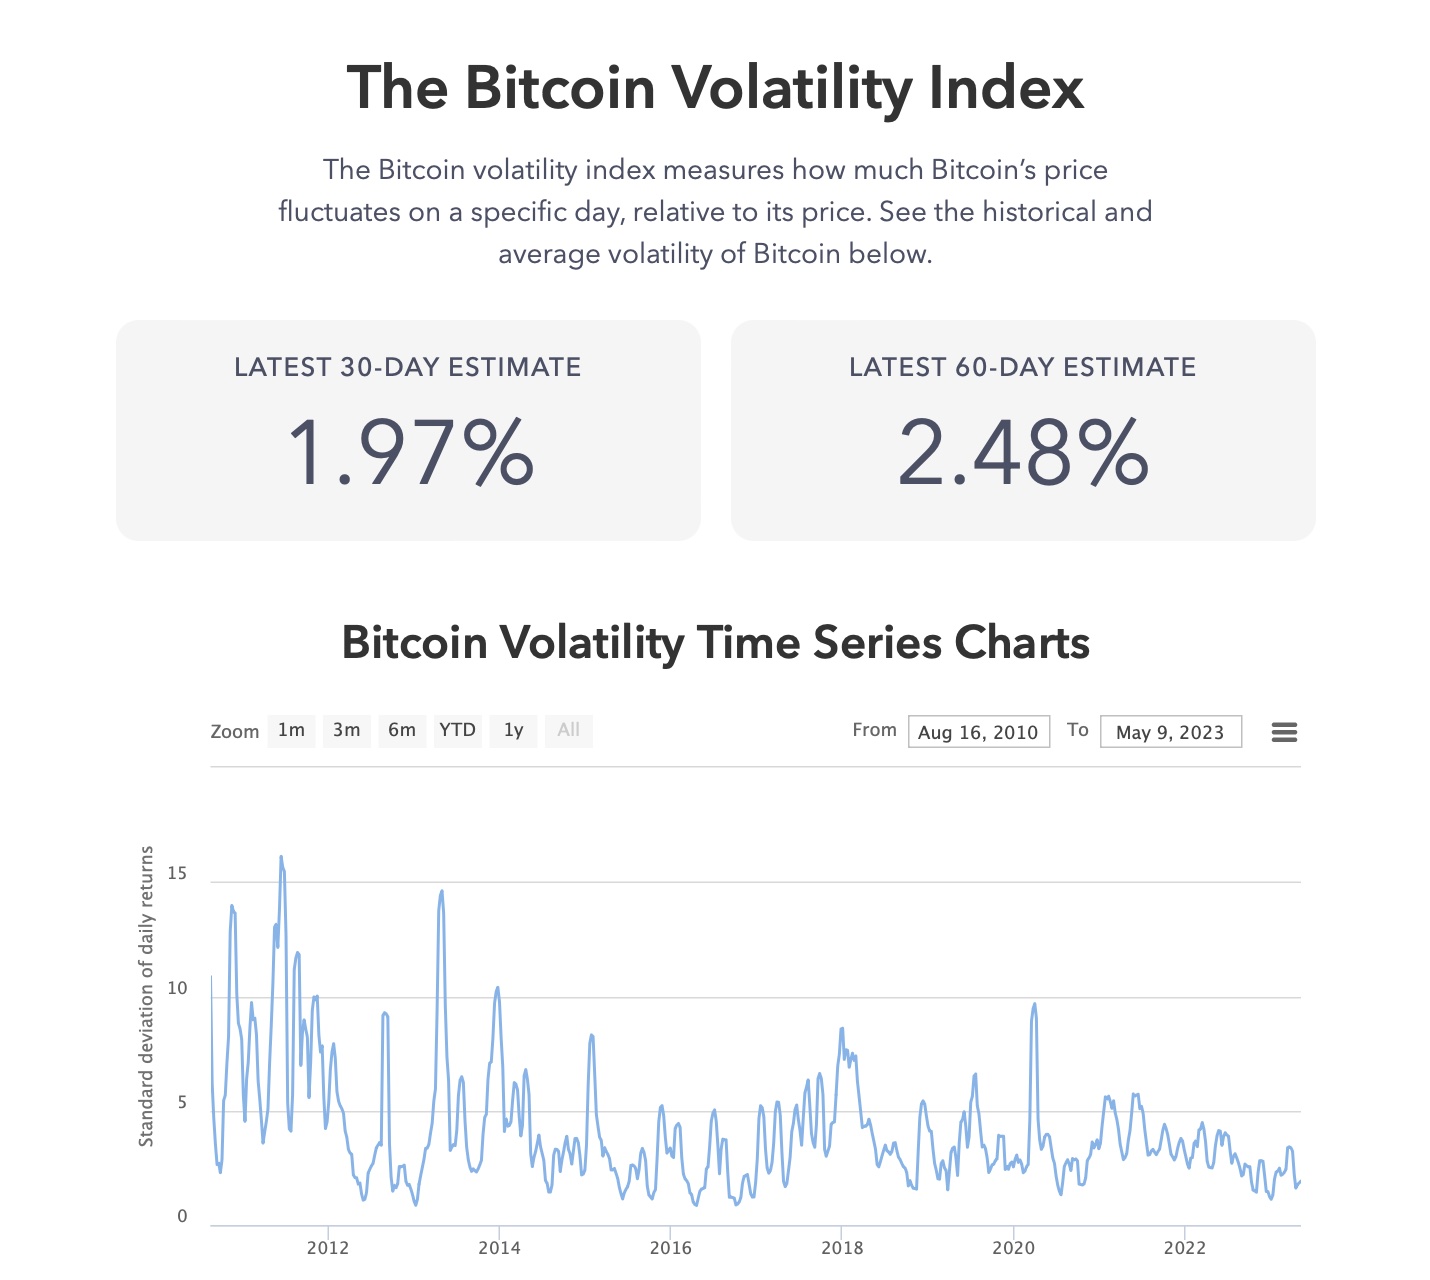 The Bitcoin Volatility Index
The Bitcoin volatility index measures how much Bitcoin’s price
fluctuates on a specific day, relative to its price. See the historical and
average volatility of Bitcoin below.
LATEST 30-DAY ESTIMATE
1.97%
LATEST 60-DAY ESTIMATE
2.48%
Bitcoin Volatility Time Series Charts
Zoom 1m 3m 6m YTD 1y All From Aug 16, 2010 To May 9, 2023
Standard deviation of daily returns
15
10
5
0
2012 2014 2016 2018 2020 2022